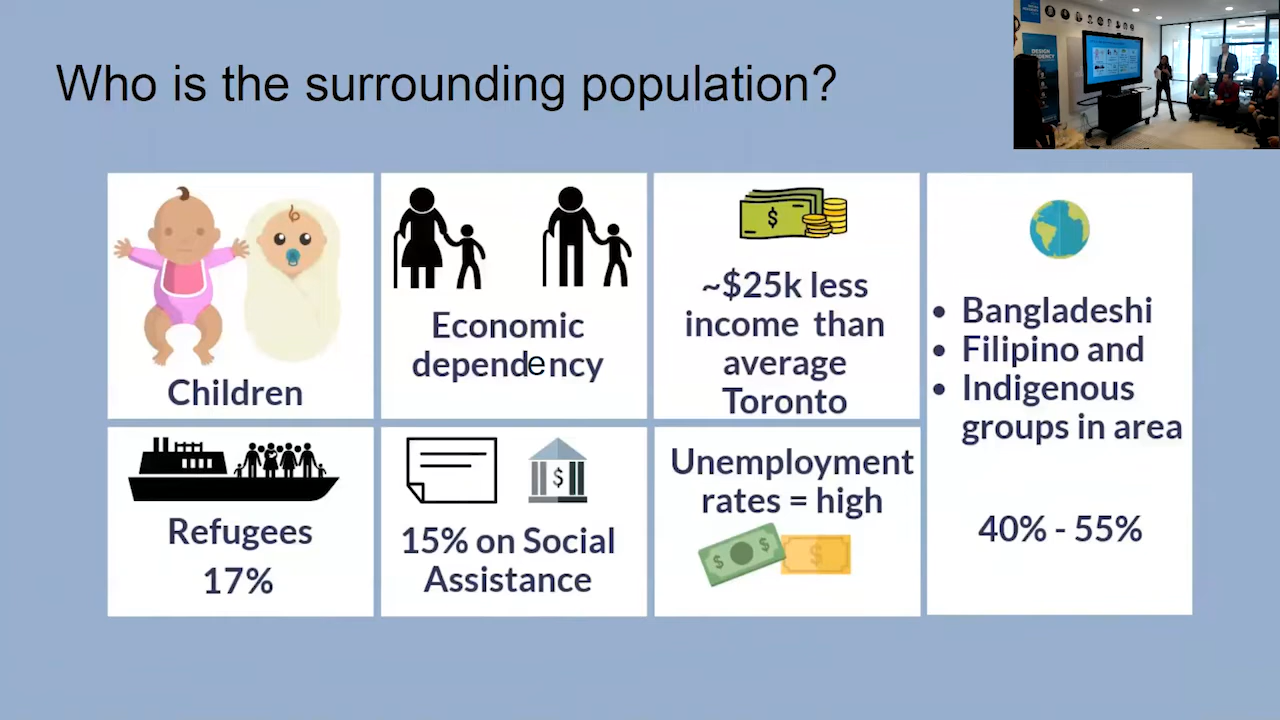 Who is the surrounding population?
DESIGN
Children
Economic
dependency
~$25k less
income than
average
Toronto
• Bangladeshi
• Filipino and
• Indigenous
groups in area
40% - 55%
Refugees
17%
15% on Social
Assistance
Unemployment
rates = high